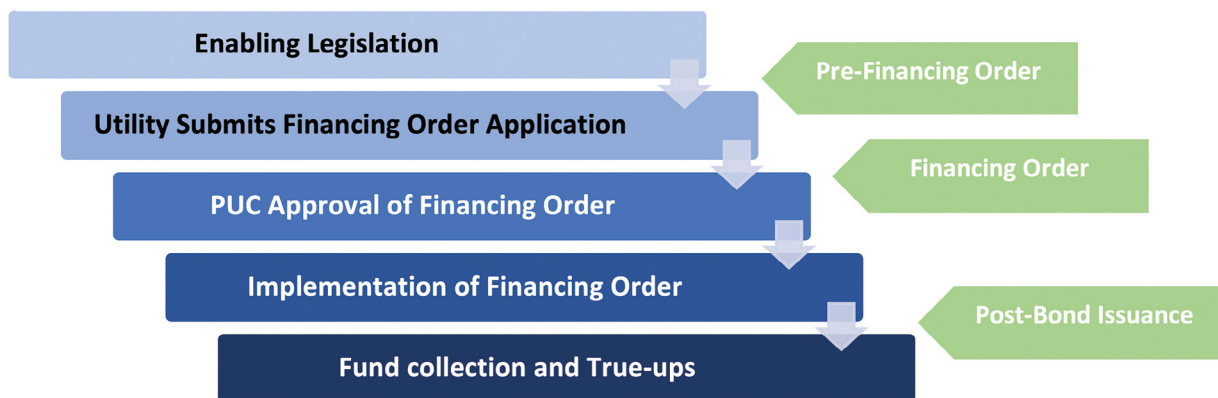 Enabling Legislation
Pre-Financing Order
Utility Submits Financing Order Application
Financing Order
PUC Approval of Financing Order
Implementation of Financing Order
Post-Bond Issuance
Fund collection and True-ups